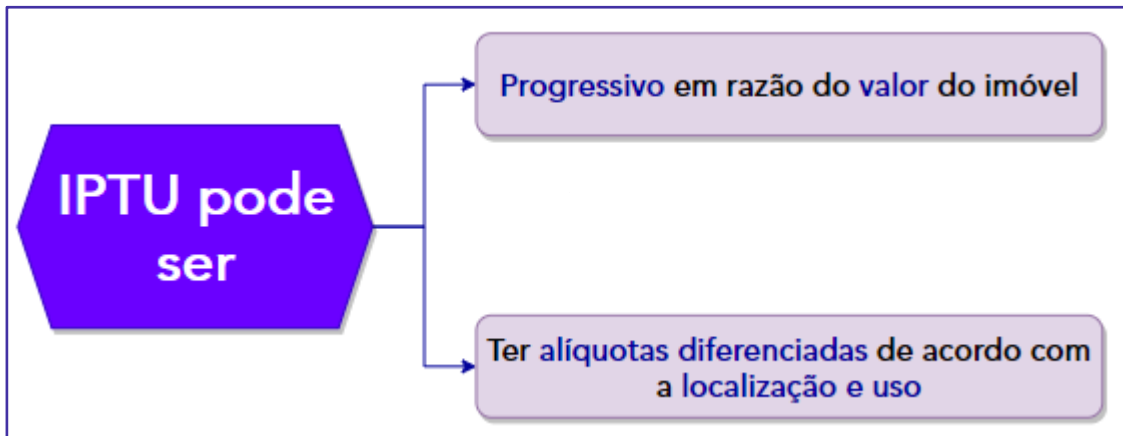 IPTU pode
ser
Progressivo em razão do valor do imóvel
Ter alíquotas diferenciadas de acordo com
a localização e uso